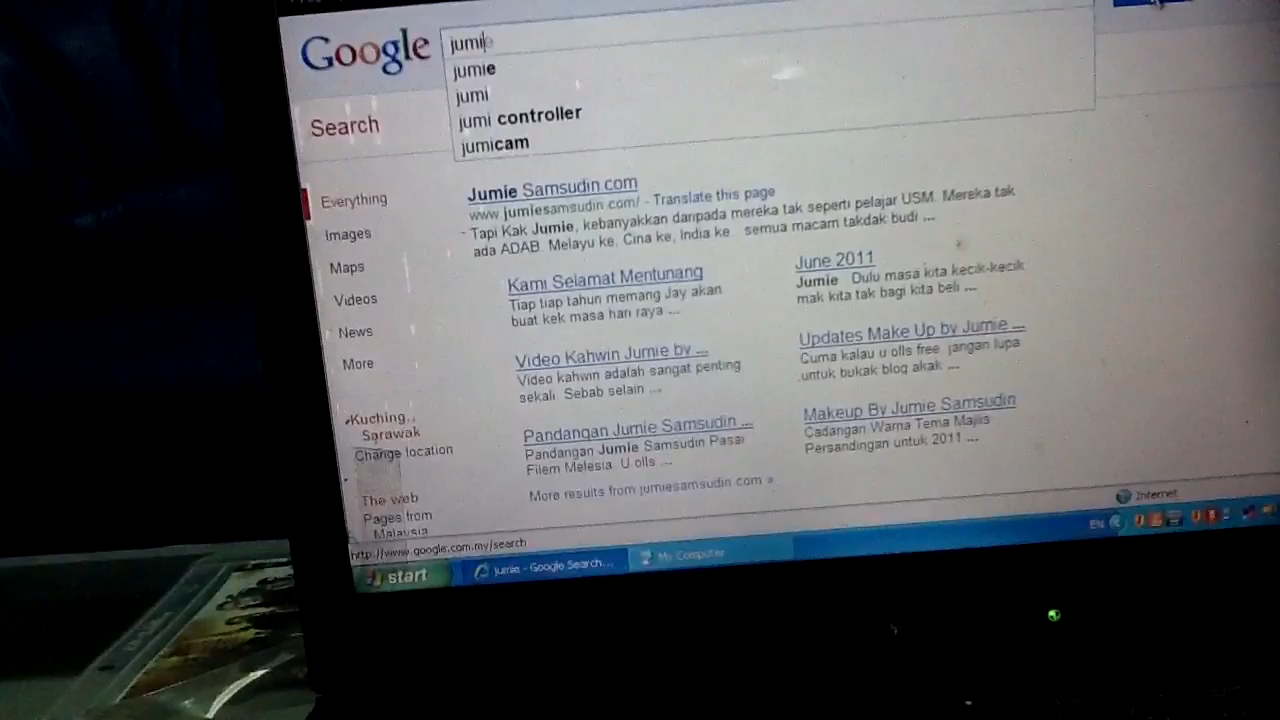 Google
jumie
jumie
jumi
jumi controller
jumicam
Search
Everything
Images
Maps
Videos
News
More
Kuching,
Sarawak
Change location
The web
Pages from
Malaysia
Jumie Samsudin com
www.jumiesamsudin.com/ - Translate this page
Tapi Kak Jumie, kebanyakkan daripada mereka tak seperti pelajar USM. Mereka tak
ada ADAB. Melayu ke, Cina ke, India ke.. semua macam takdak budi ...
Kami Selamat Mentunang
Tiap tiap tahun memang Jay akan
buat kek masa hari raya ...
June 2011
Jumie Dulu masa kita kecik-kecik
mak kita tak bagi kita beli ...
Video Kahwin Jumie by ...
Video kahwin adalah sangat penting
sekali. Sebab selain ...
Updates Make Up by Jumie ...
Cuma kalau u olls free jangan lupa
untuk bukak blog akak ...
Pandangan Jumie Samsudin ...
Pandangan Jumie Samsudin Pasal
Filem Melesia. U olls ...
Makeup By Jumie Samsudin
Cadangan Warna Tema Majlis
Persandingan untuk 2011 ...
More results from jumiesamsudin.com »
http://www.google.com.my/search
Internet
start
jumie - Google Search...
My Computer
EN